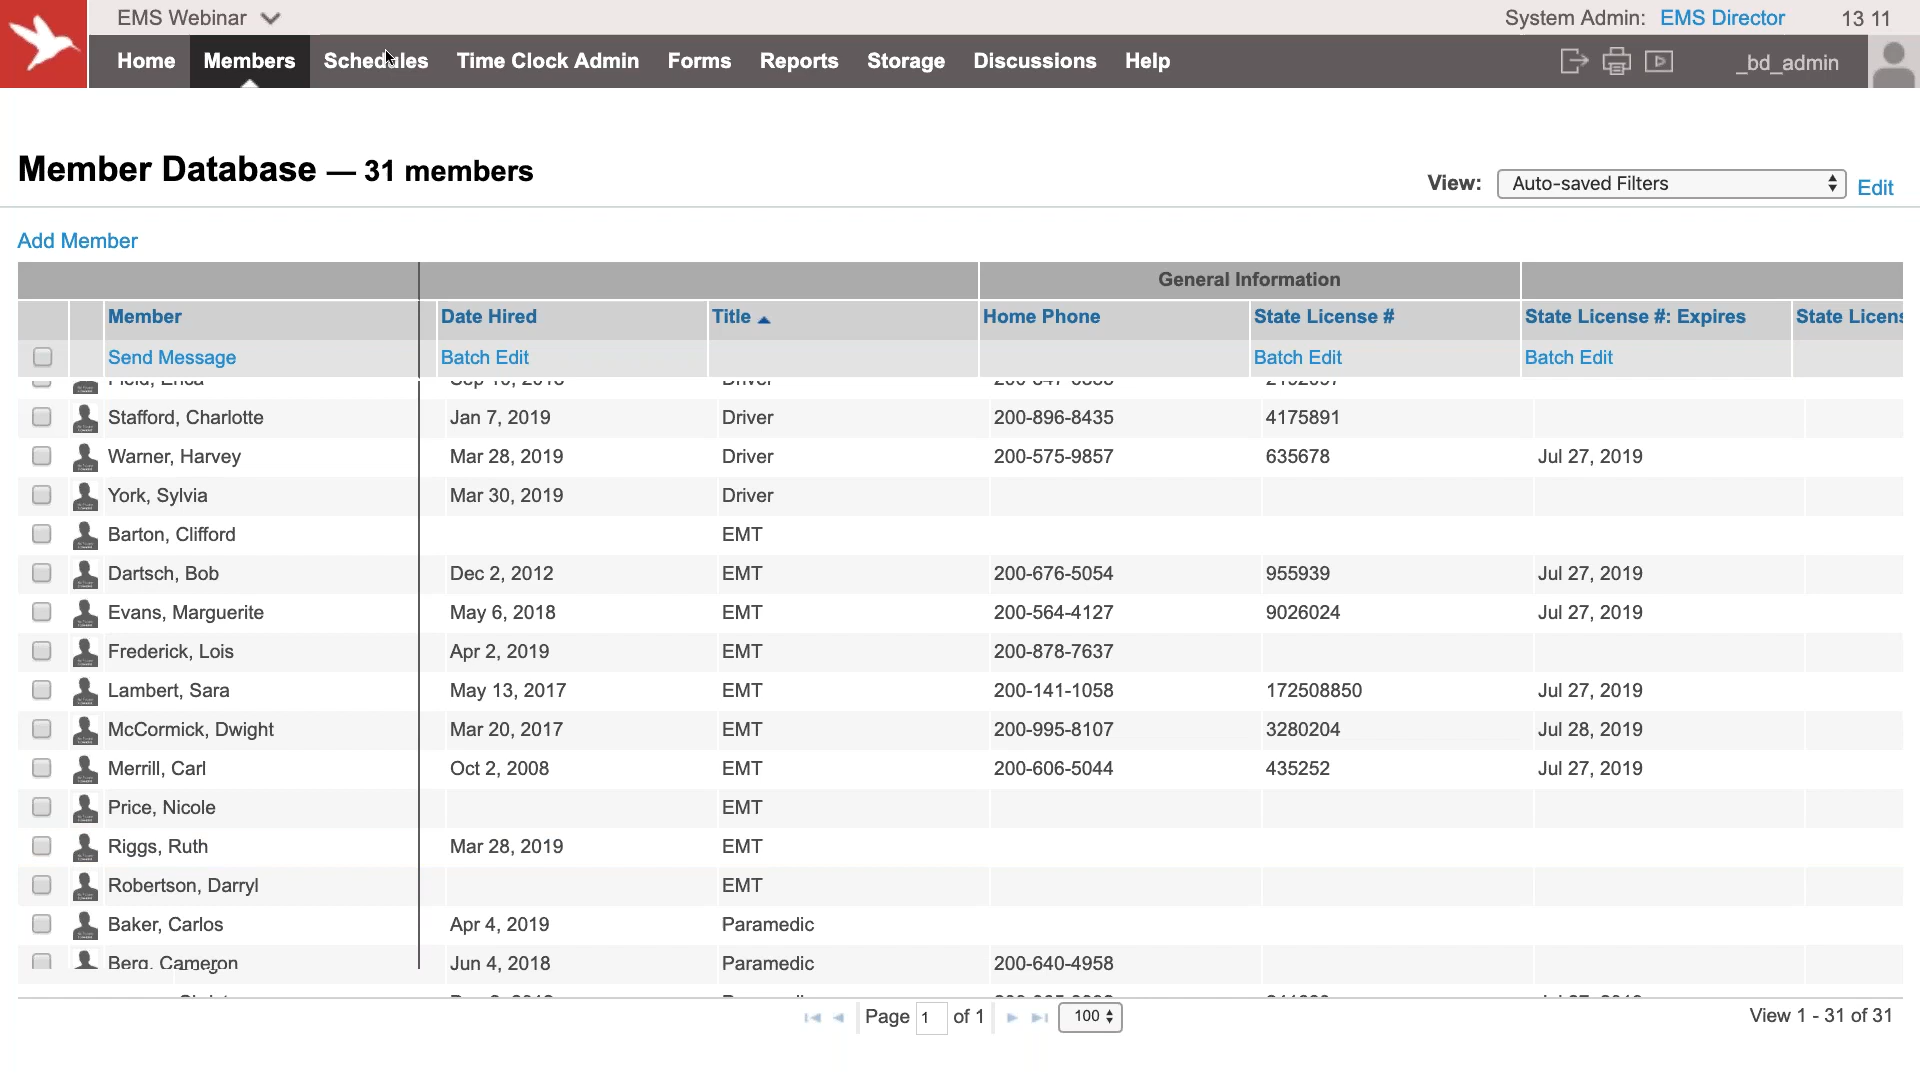 EMS Webinar
System Admin: EMS Director 13 11
Home Members Schedules Time Clock Admin Forms Reports Storage Discussions Help
_bd_admin
Member Database — 31 members
View: Auto-saved Filters Edit
Add Member
General Information
Member Date Hired Title Home Phone State License # State License #: Expires State Licens
Send Message Batch Edit Batch Edit Batch Edit
Stafford, Charlotte Jan 7, 2019 Driver 200-896-8435 4175891
Warner, Harvey Mar 28, 2019 Driver 200-575-9857 635678 Jul 27, 2019
York, Sylvia Mar 30, 2019 Driver
Barton, Clifford EMT
Dartsch, Bob Dec 2, 2012 EMT 200-676-5054 955939 Jul 27, 2019
Evans, Marguerite May 6, 2018 EMT 200-564-4127 9026024 Jul 27, 2019
Frederick, Lois Apr 2, 2019 EMT 200-878-7637
Lambert, Sara May 13, 2017 EMT 200-141-1058 172508850 Jul 27, 2019
McCormick, Dwight Mar 20, 2017 EMT 200-995-8107 3280204 Jul 28, 2019
Merrill, Carl Oct 2, 2008 EMT 200-606-5044 435252 Jul 27, 2019
Price, Nicole EMT
Riggs, Ruth Mar 28, 2019 EMT
Robertson, Darryl EMT
Baker, Carlos Apr 4, 2019 Paramedic
Berg, Cameron Jun 4, 2018 Paramedic 200-640-4958
Page 1 of 1 100 View 1 - 31 of 31